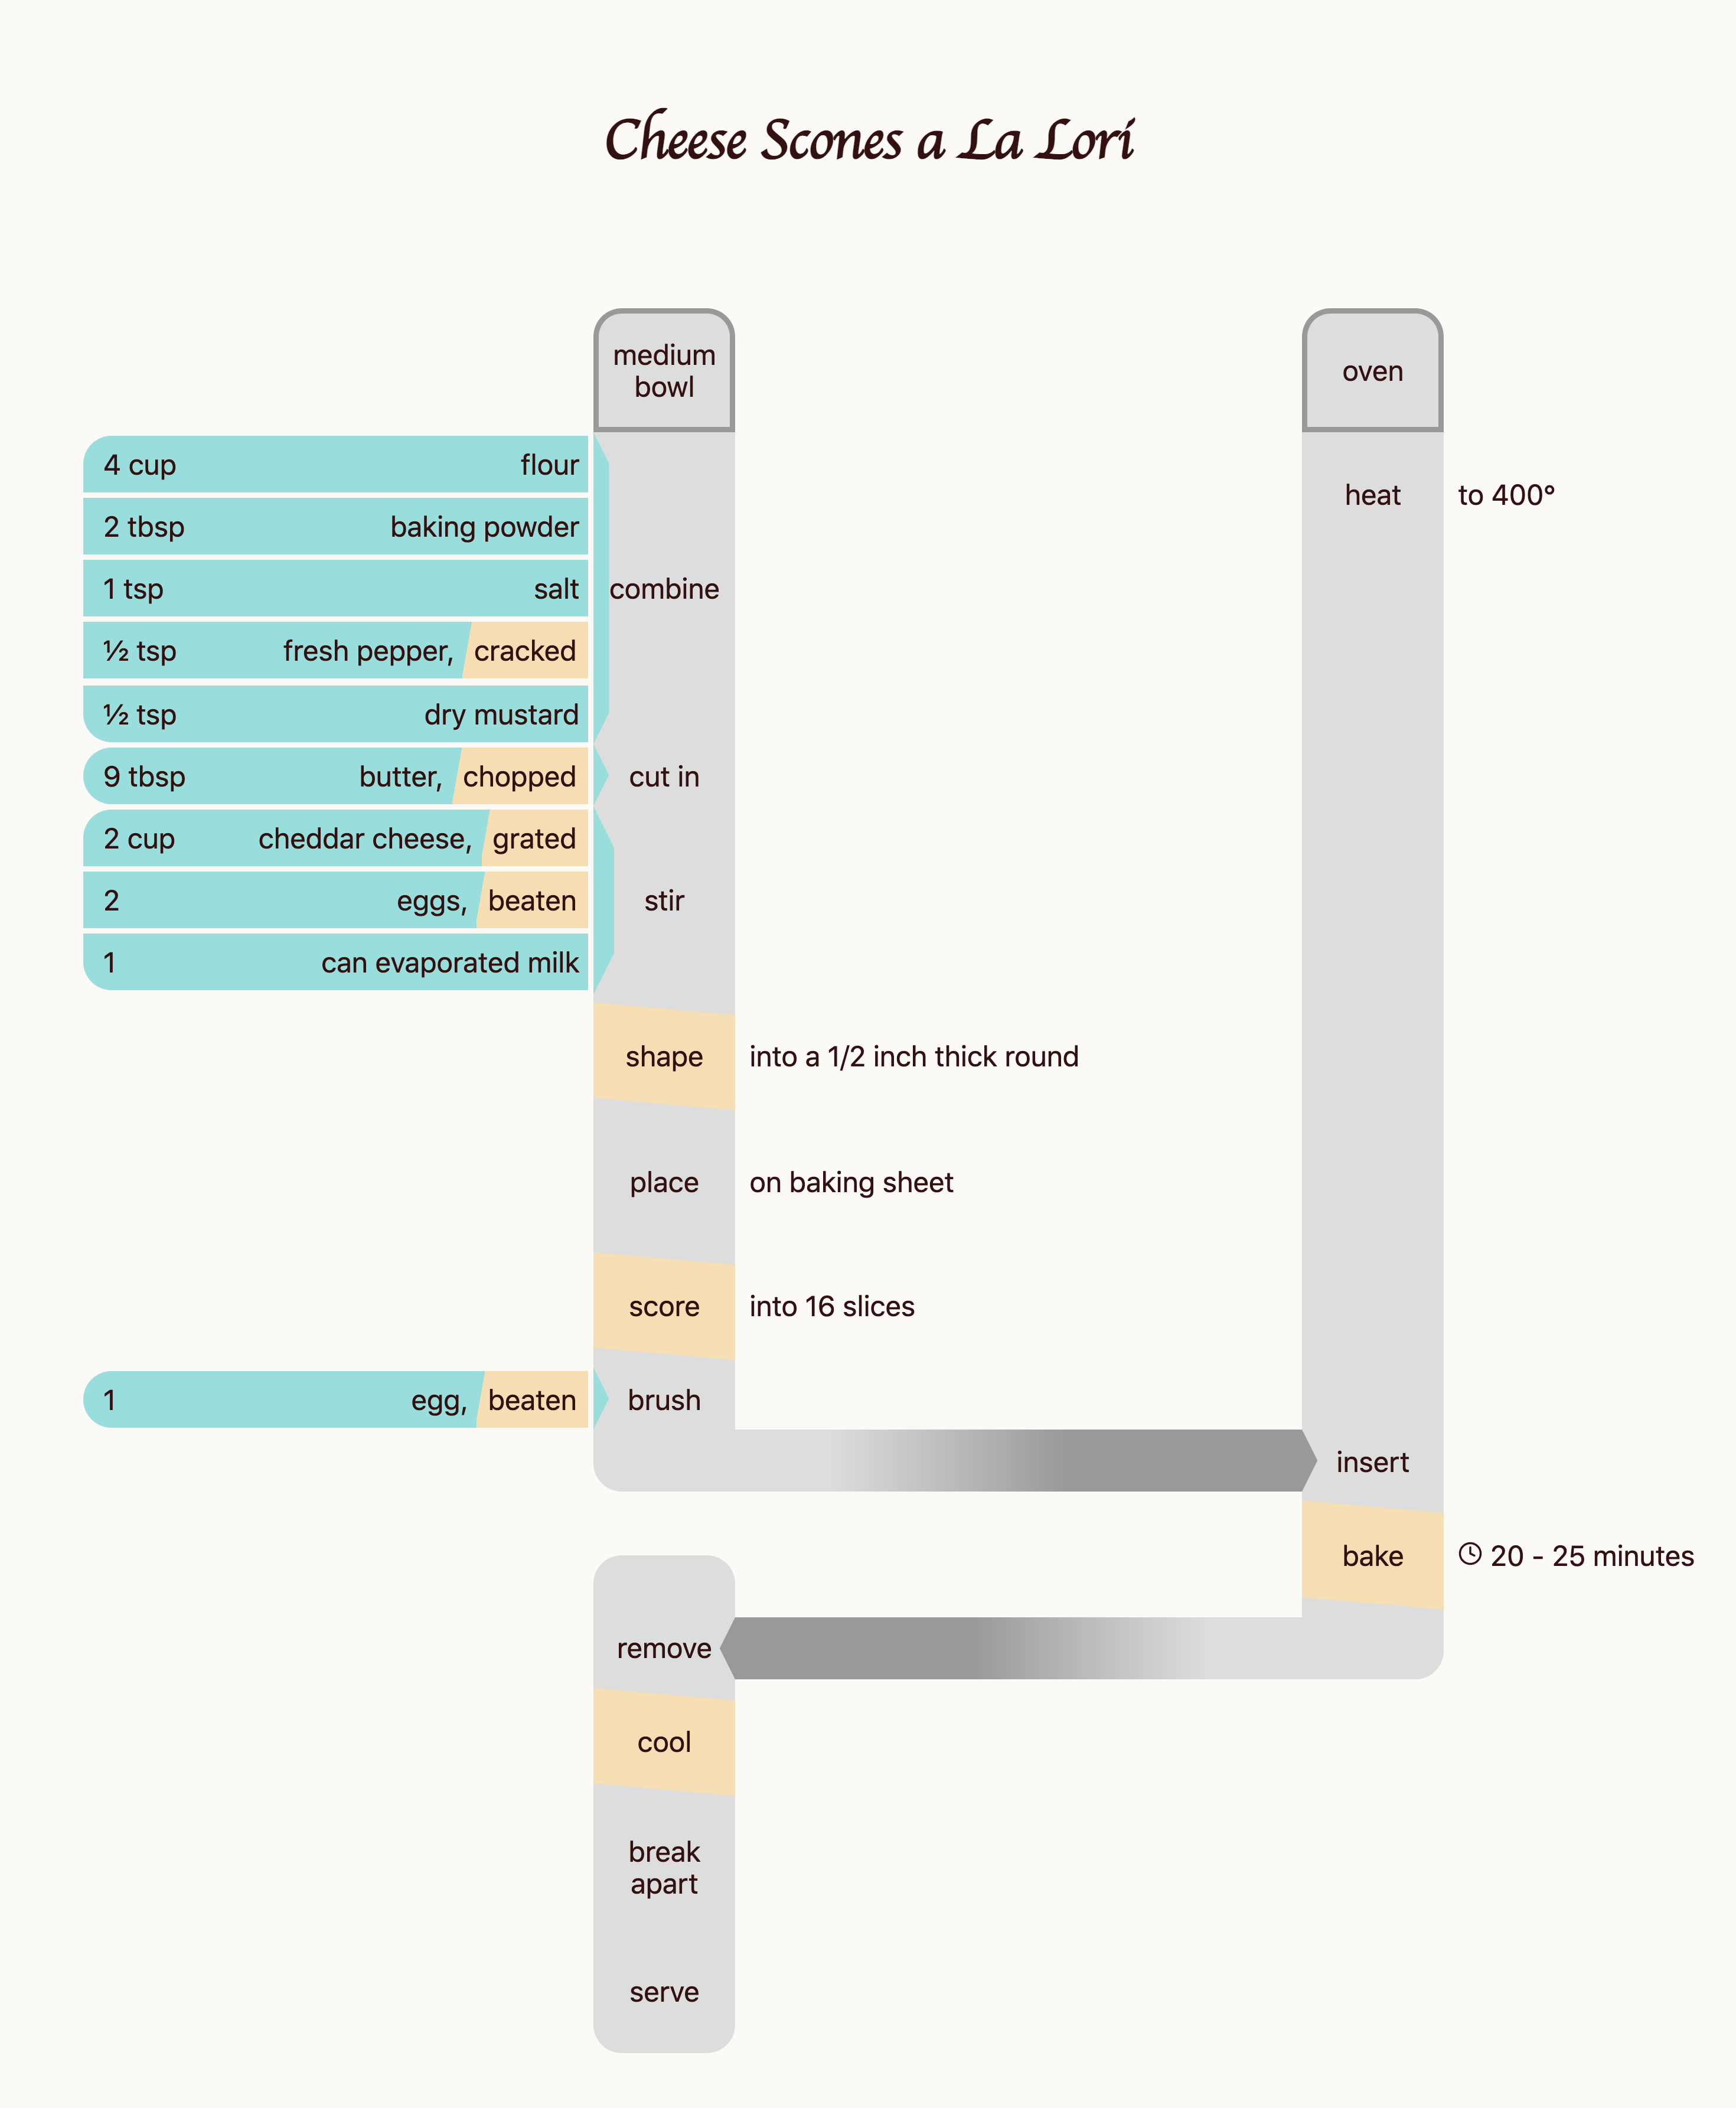 Cheese Scones a La Lori
medium
bowl
oven
4 cup flour
heat to 400°
2 tbsp baking powder
1 tsp salt
combine
½ tsp fresh pepper, cracked
½ tsp dry mustard
9 tbsp butter, chopped
cut in
2 cup cheddar cheese, grated
2 eggs, beaten
stir
1 can evaporated milk
shape into a 1/2 inch thick round
place on baking sheet
score into 16 slices
1 egg, beaten
brush
insert
bake 20 - 25 minutes
remove
cool
break
apart
serve